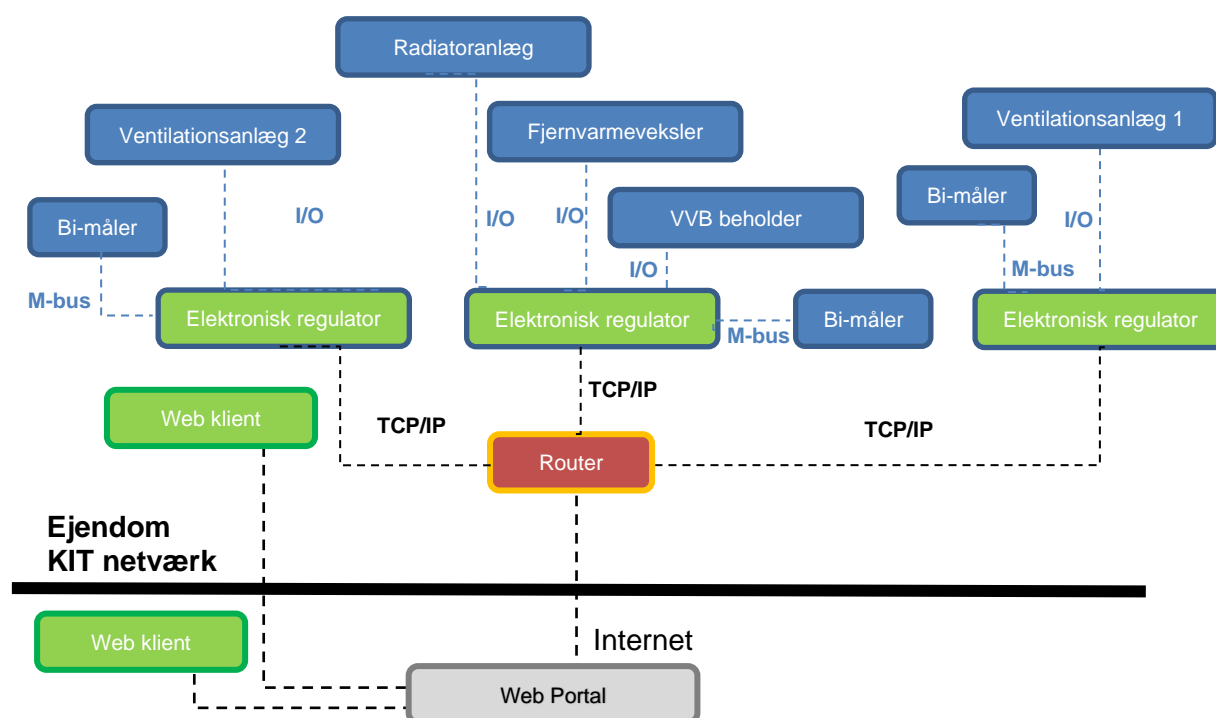 Radiatoranlæg
Ventilationsanlæg 2
Fjernvarmeveksler
Ventilationsanlæg 1
Bi-måler
I/O
I/O
I/O
VVB beholder
Bi-måler
I/O
M-bus
I/O
M-bus
Elektronisk regulator
Elektronisk regulator
M-bus
Bi-måler
Elektronisk regulator
TCP/IP
Web klient
TCP/IP
TCP/IP
Router
Ejendom
KIT netværk
Web klient
Internet
Web Portal